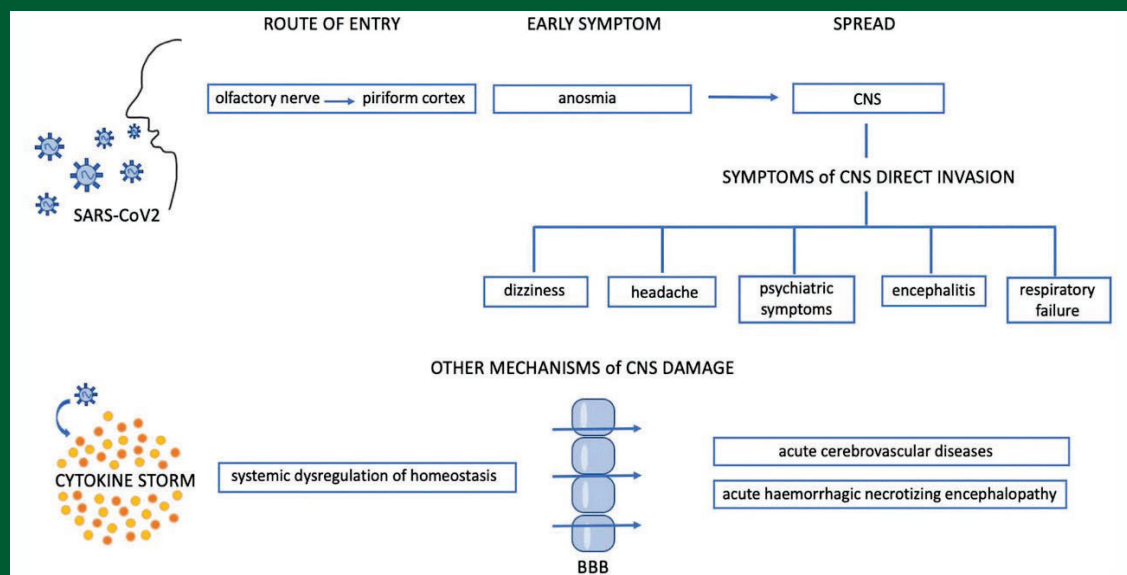 ROUTE OF ENTRY
EARLY SYMPTOM
SPREAD
olfactory nerve
piriform cortex
anosmia
CNS
SARS-CoV2
SYMPTOMS of CNS DIRECT INVASION
dizziness
headache
psychiatric
symptoms
encephalitis
respiratory
failure
OTHER MECHANISMS of CNS DAMAGE
CYTOKINE STORM
systemic dysregulation of homeostasis
BBB
acute cerebrovascular diseases
acute haemorrhagic necrotizing encephalopathy